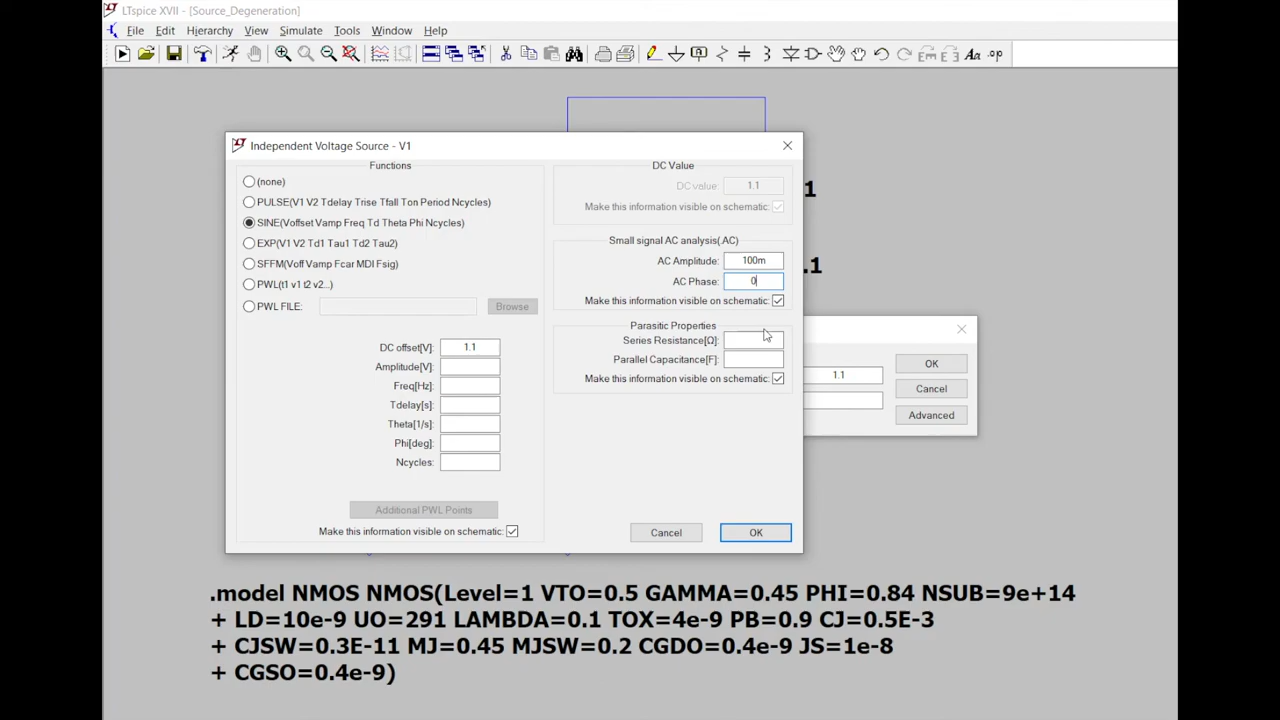 LTspice XVII - [Source_Degeneration]
File Edit Hierarchy View Simulate Tools Window Help
Aa .op
Independent Voltage Source - V1
Functions
(none)
PULSE(V1 V2 Tdelay Trise Tfall Ton Period Ncycles)
SINE(Voffset Vamp Freq Td Theta Phi Ncycles)
EXP(V1 V2 Td1 Tau1 Td2 Tau2)
SFFM(Voff Vamp Fcar MDI Fsig)
PWL(t1 v1 t2 v2...)
PWL FILE: Browse
DC offset[V]: 1.1
Amplitude[V]:
Freq[Hz]:
Tdelay[s]:
Theta[1/s]:
Phi[deg]:
Ncycles:
Additional PWL Points
Make this information visible on schematic:
DC Value
DC value: 1.1
Make this information visible on schematic:
Small signal AC analysis(.AC)
AC Amplitude: 100m
AC Phase: 0
Make this information visible on schematic:
Parasitic Properties
Series Resistance[Ω]:
Parallel Capacitance[F]:
Make this information visible on schematic:
Cancel OK
1
.1
1.1
OK
Cancel
Advanced
.model NMOS NMOS(Level=1 VTO=0.5 GAMMA=0.45 PHI=0.84 NSUB=9e+14
+ LD=10e-9 UO=291 LAMBDA=0.1 TOX=4e-9 PB=0.9 CJ=0.5E-3
+ CJSW=0.3E-11 MJ=0.45 MJSW=0.2 CGDO=0.4e-9 JS=1e-8
+ CGSO=0.4e-9)